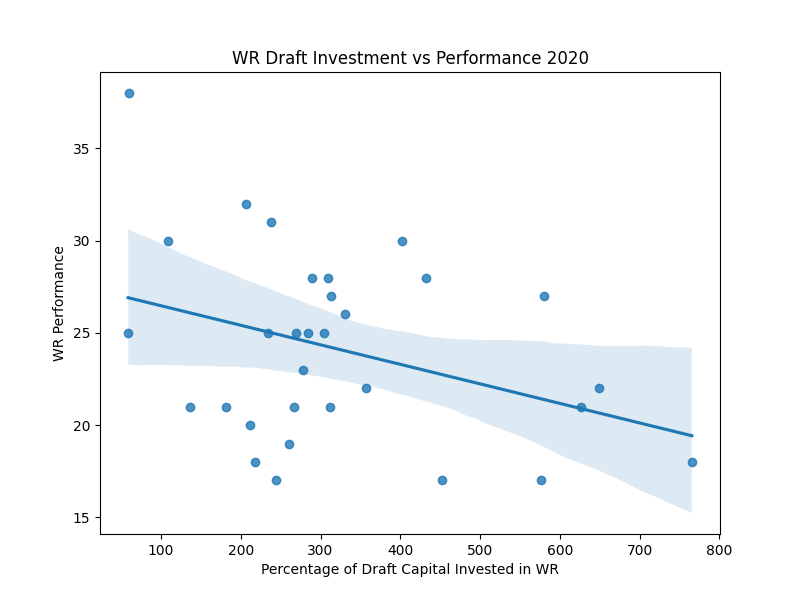 WR Draft Investment vs Performance 2020
WR Performance
35
30
25
20
15
100 200 300 400 500 600 700 800
Percentage of Draft Capital Invested in WR